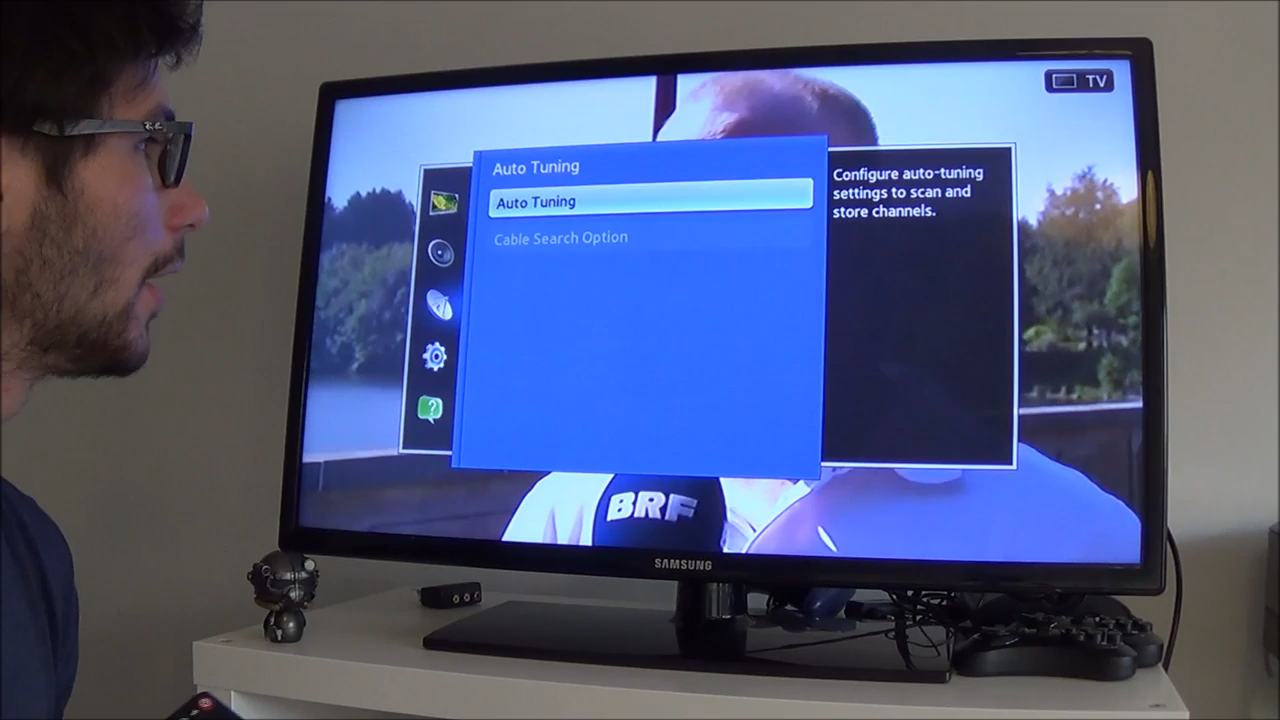 TV
Auto Tuning
Auto Tuning
Cable Search Option
Configure auto-tuning
settings to scan and
store channels.
?
BRF
SAMSUNG